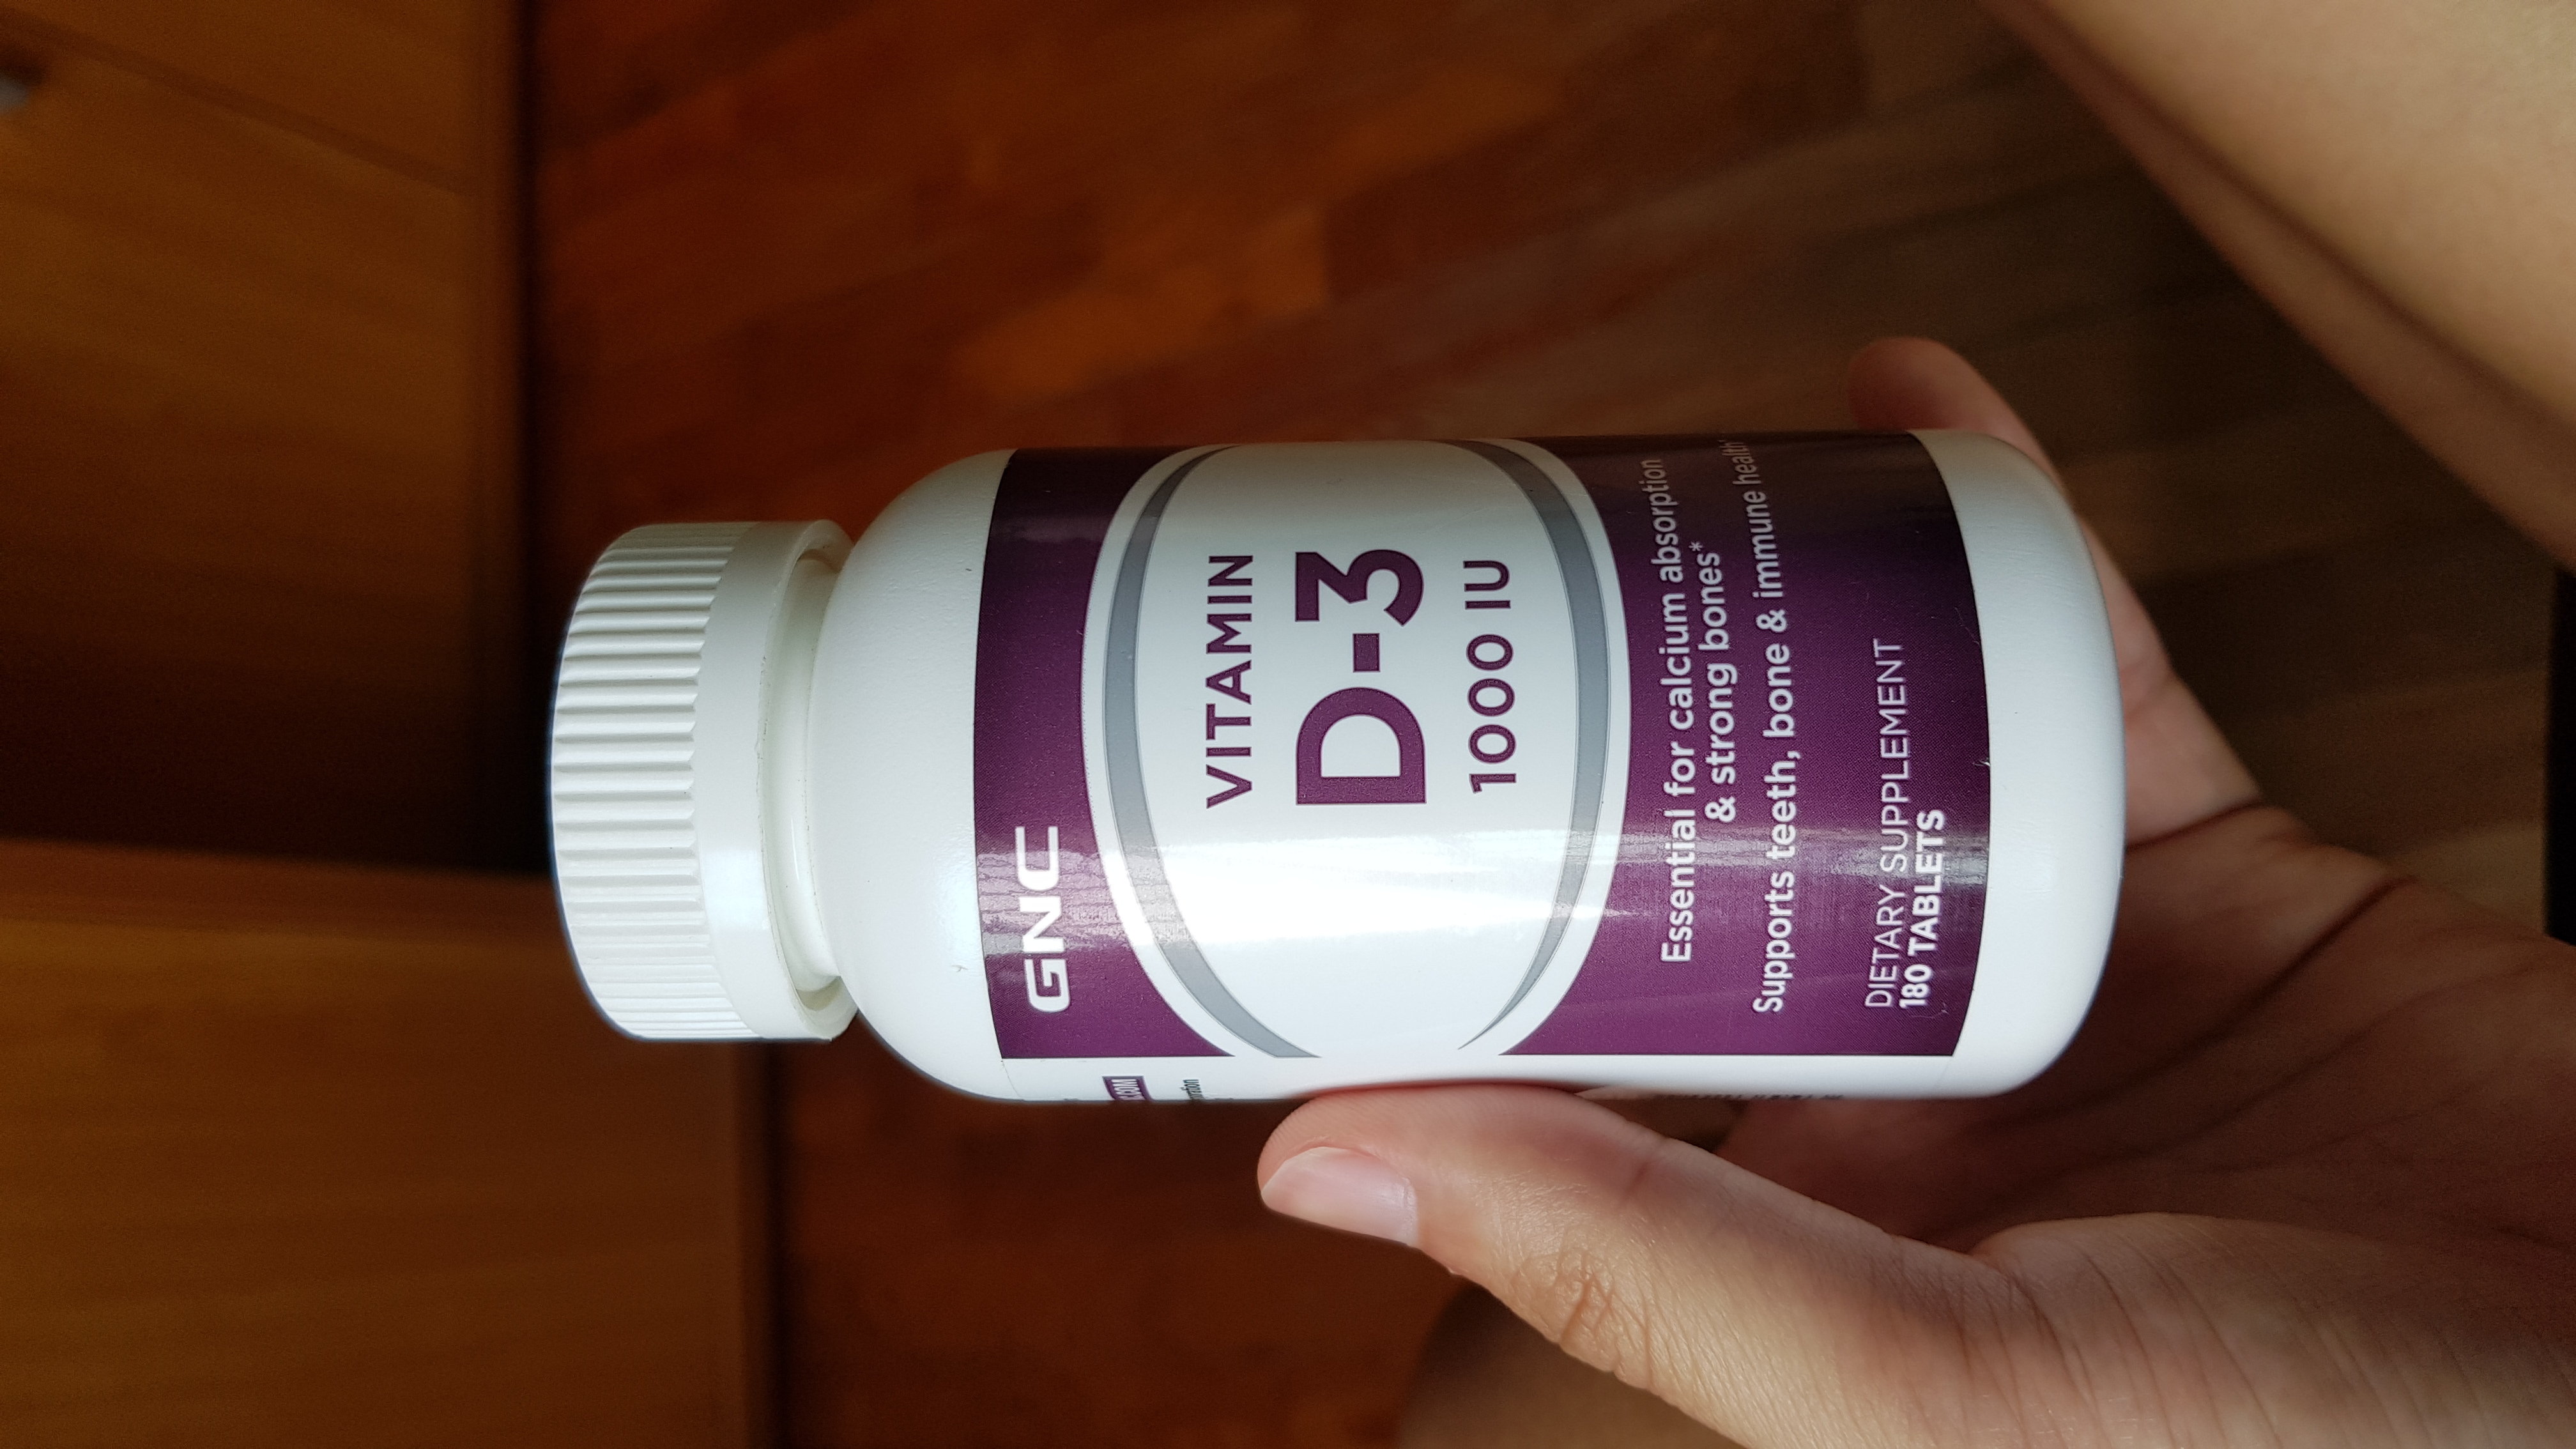 GNC
VITAMIN
D-3
1000 IU
Essential for calcium absorption
& strong bones*
Supports teeth, bone & immune health*
DIETARY SUPPLEMENT
180 TABLETS